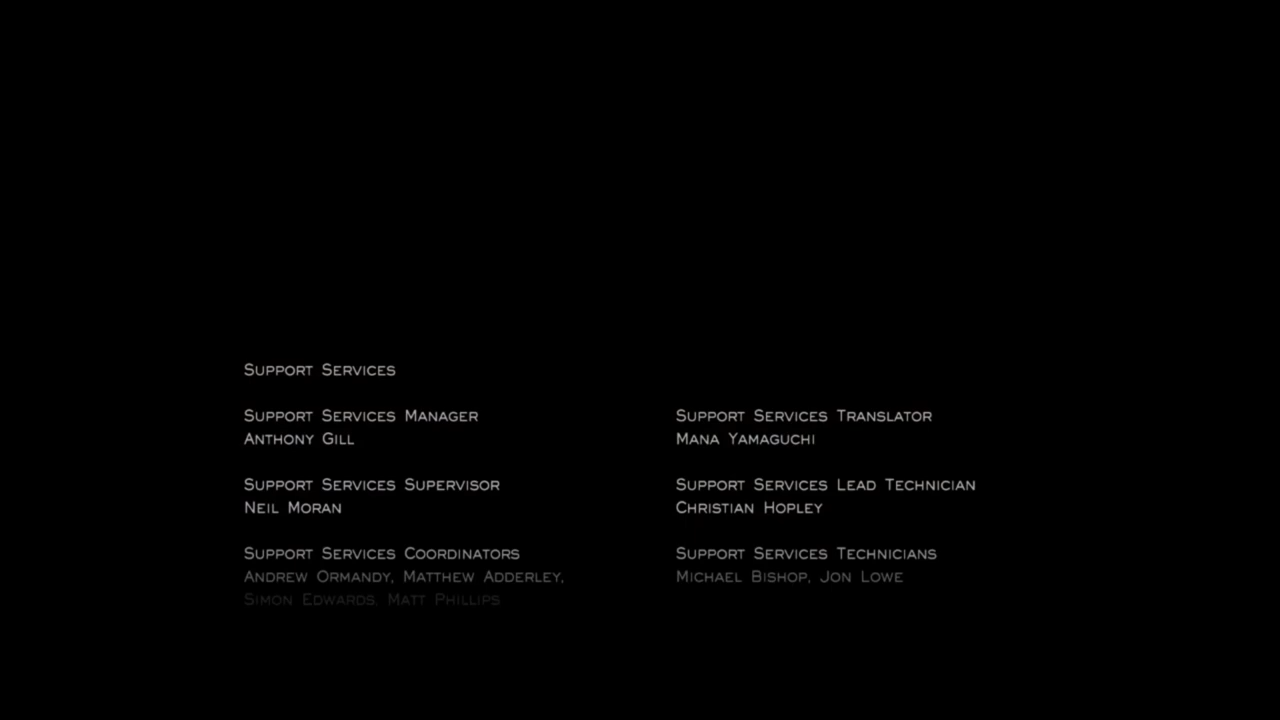 Support Services
Support Services Manager
Anthony Gill
Support Services Supervisor
Neil Moran
Support Services Coordinators
Andrew Ormandy, Matthew Adderley,
Simon Edwards, Matt Phillips
Support Services Translator
Mana Yamaguchi
Support Services Lead Technician
Christian Hopley
Support Services Technicians
Michael Bishop, Jon Lowe